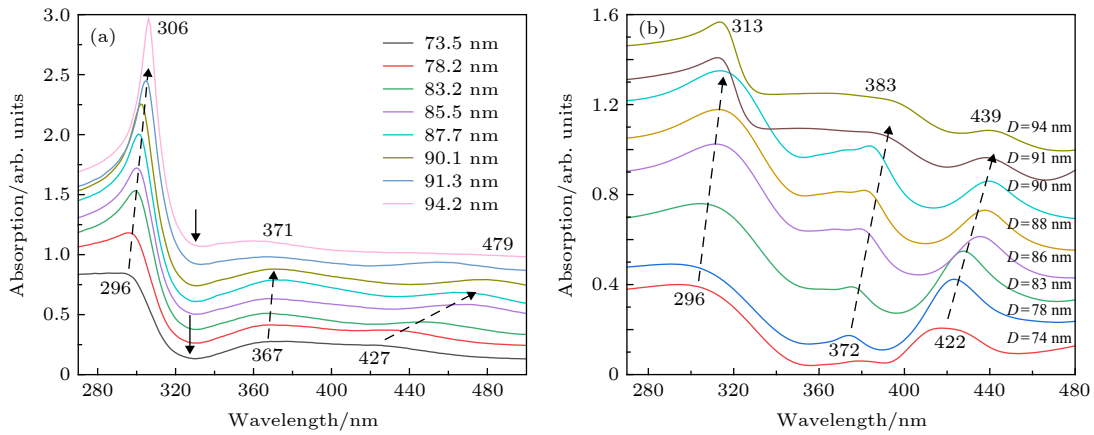 (a)
306
73.5 nm
78.2 nm
83.2 nm
85.5 nm
87.7 nm
90.1 nm
91.3 nm
94.2 nm
371
479
296
367
427
3.0
2.5
2.0
1.5
1.0
0.5
0
280 320 360 400 440 480
Wavelength/nm
Absorption/arb. units
(b)
313
383
439
D=94 nm
D=91 nm
D=90 nm
D=88 nm
D=86 nm
D=83 nm
D=78 nm
D=74 nm
296
372
422
1.6
1.2
0.8
0.4
0
280 320 360 400 440 480
Wavelength/nm
Absorption/arb. units